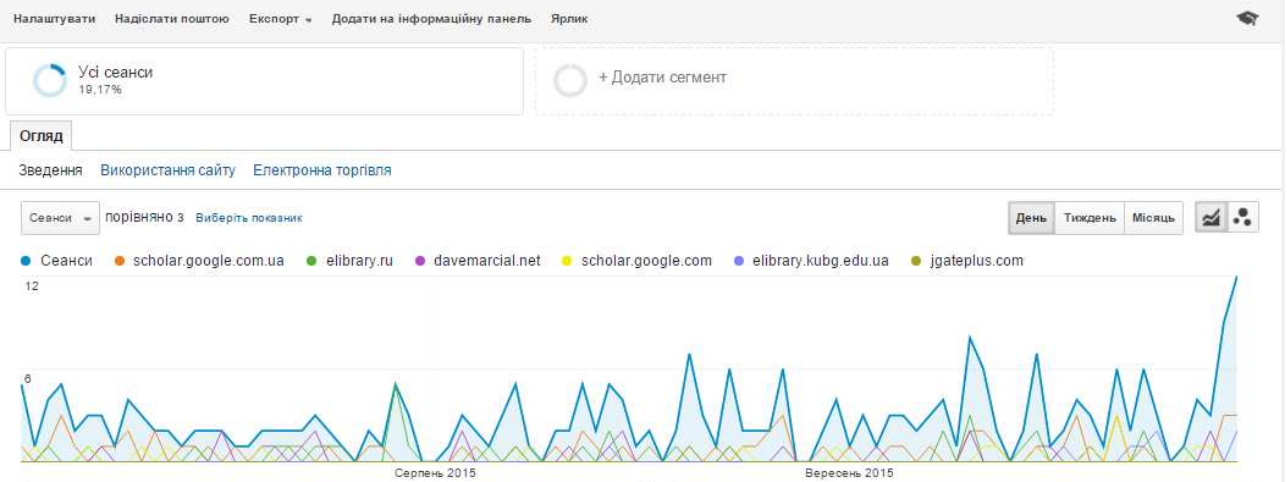 Налаштувати Надіслати поштою Експорт Додати на інформаційну панель Ярлик
Усі сеанси
19,17%
+ Додати сегмент
Огляд
Зведення Використання сайту Електронна торгівля
Сеанси порівняно з Виберіть показник
День Тиждень Місяць
Сеанси scholar.google.com.ua elibrary.ru davemarcial.net scholar.google.com elibrary.kubg.edu.ua jgateplus.com
12
6
Серпень 2015 Вересень 2015